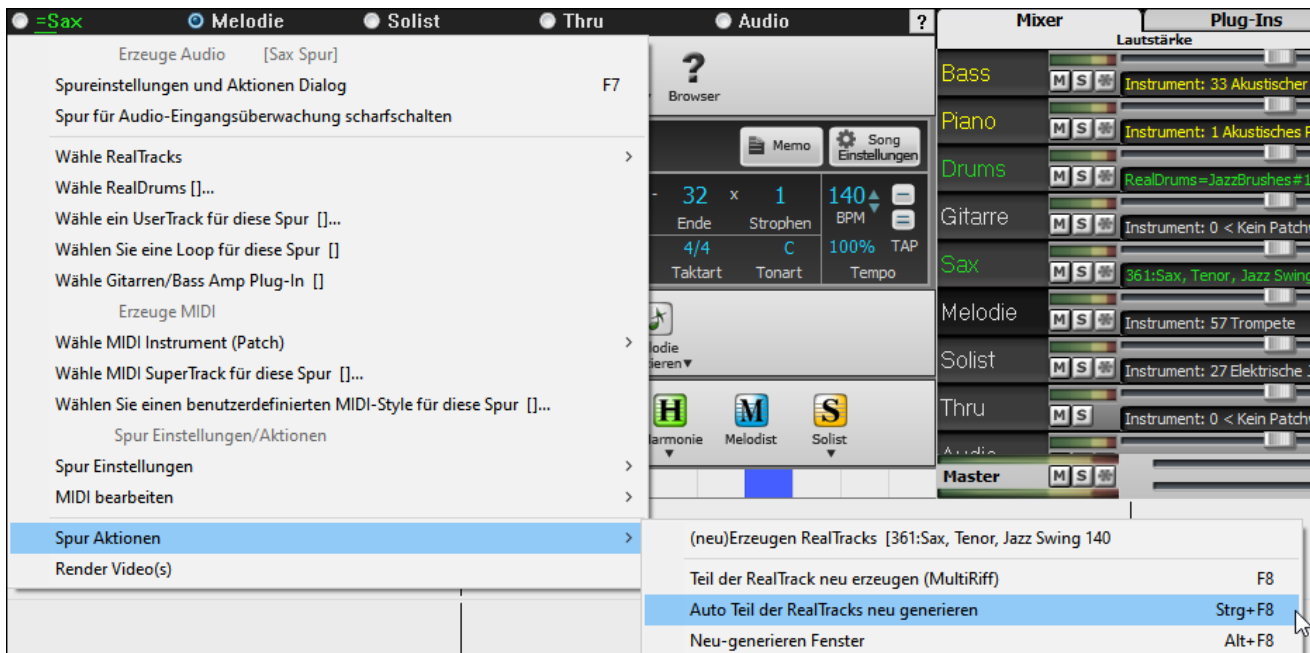 =Sax Melodie Solist Thru Audio ?
Mixer Plug-Ins
Lautstärke
Erzeuge Audio [Sax Spur]
Spureinstellungen und Aktionen Dialog F7
Spur für Audio-Eingangsüberwachung scharfschalten
Wähle RealTracks
Wähle RealDrums []...
Wähle ein UserTrack für diese Spur []...
Wählen Sie eine Loop für diese Spur []
Wähle Gitarren/Bass Amp Plug-In []
Erzeuge MIDI
Wähle MIDI Instrument (Patch)
Wähle MIDI SuperTrack für diese Spur []...
Wählen Sie einen benutzerdefinierten MIDI-Style für diese Spur []...
Spur Einstellungen/Aktionen
Spur Einstellungen
MIDI bearbeiten
Spur Aktionen
Render Video(s)
(neu)Erzeugen RealTracks [361:Sax, Tenor, Jazz Swing 140
Teil der RealTrack neu erzeugen (MultiRiff) F8
Auto Teil der RealTracks neu generieren Strg+F8
Neu-generieren Fenster Alt+F8
?
Browser
Memo
Song
Einstellungen
- 32 x 1 140
Ende Strophen BPM
4/4 C 100% TAP
Taktart Tonart Tempo
lodie
ieren
H M S
armonie Melodist Solist
Bass M S
Instrument: 33 Akustischer
Piano M S
Instrument: 1 Akustisches
Drums M S
RealDrums=JazzBrushes#1
Gitarre M S
Instrument: 0 < Kein Patch
Sax M S
361:Sax, Tenor, Jazz Swing
Melodie M S
Instrument: 57 Trompete
Solist M S
Instrument: 27 Elektrische
Thru M S
Instrument: 0 < Kein Patch
Audio
Master M S